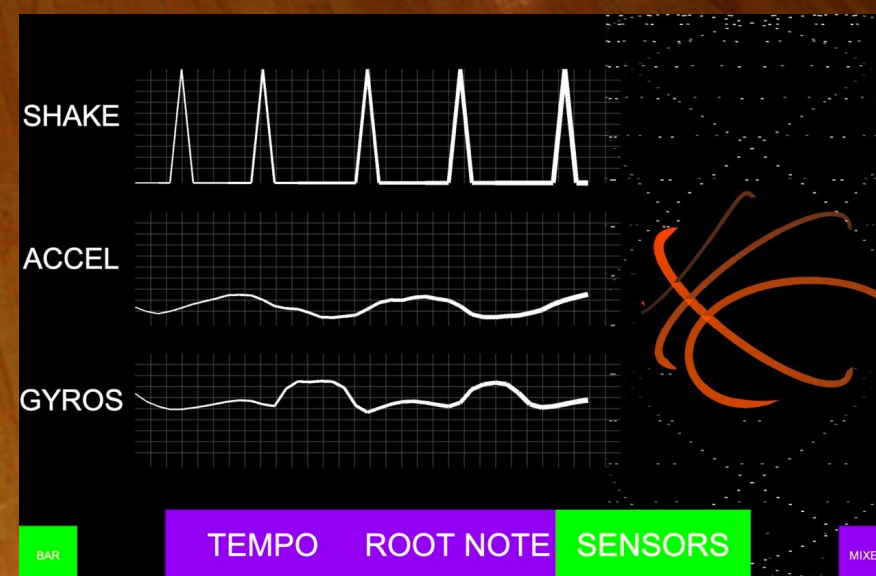 SHAKE
ACCEL
GYROS
BAR
TEMPO
ROOT NOTE
SENSORS
MIXE